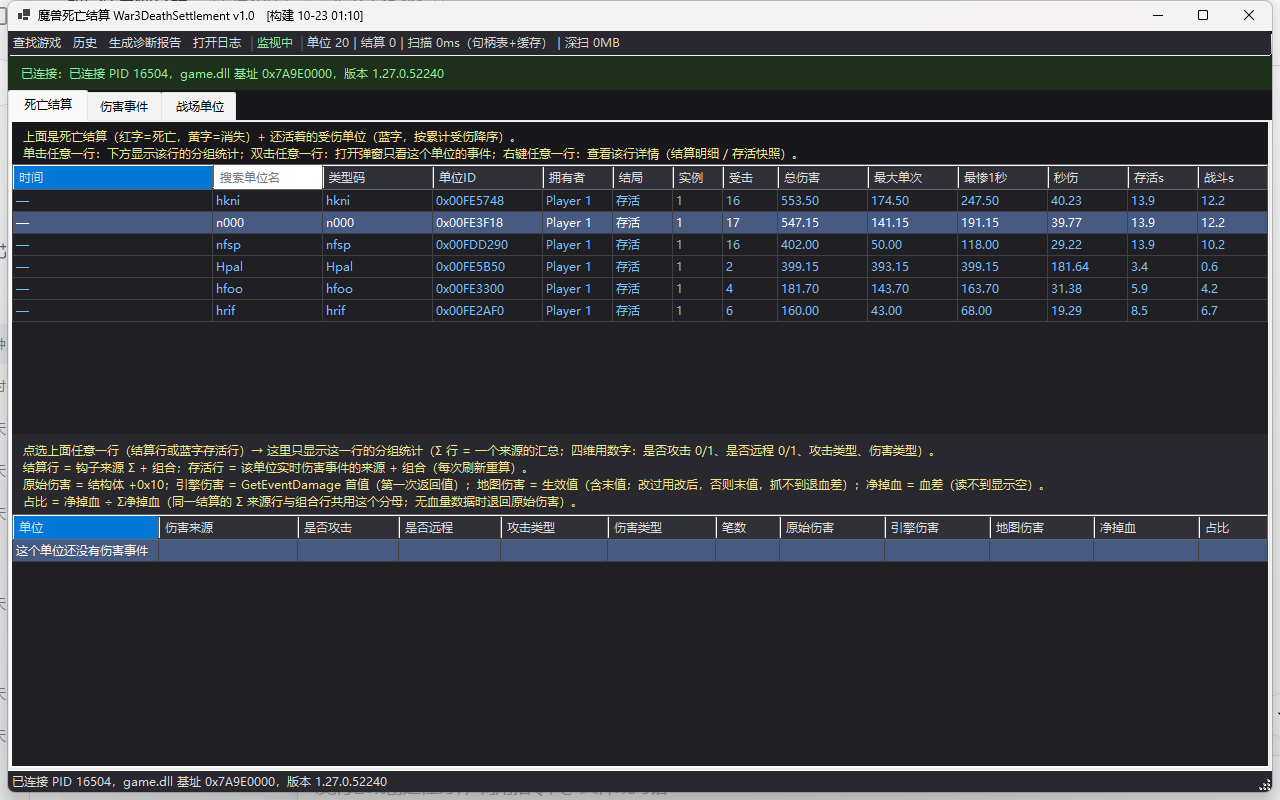 魔兽死亡结算 War3DeathSettlement v1.0 [构建 10-23 01:10]
查找游戏 历史 生成诊断报告 打开日志 | 监视中 | 单位 20 | 结算 0 | 扫描 0ms（句柄表+缓存） | 深扫 0MB
已连接：已连接 PID 16504，game.dll 基址 0x7A9E0000，版本 1.27.0.52240
死亡结算 伤害事件 战场单位
上面是死亡结算（红字=死亡，黄字=消失）+ 还活着的受伤单位（蓝字，按累计受伤降序）。
单击任意一行：下方显示该行的分组统计；双击任意一行：打开弹窗只看这个单位的事件；右键任意一行：查看该行详情（结算明细 / 存活快照）。
时间 搜索单位名 类型码 单位ID 拥有者 结局 实例 受击 总伤害 最大单次 最惨1秒 秒伤 存活s 战斗s
— hkni hkni 0x00FE5748 Player 1 存活 1 16 553.50 174.50 247.50 40.23 13.9 12.2
— n000 n000 0x00FE3F18 Player 1 存活 1 17 547.15 141.15 191.15 39.77 13.9 12.2
— nfsp nfsp 0x00FDD290 Player 1 存活 1 16 402.00 50.00 118.00 29.22 13.9 10.2
— Hpal Hpal 0x00FE5B50 Player 1 存活 1 2 399.15 393.15 399.15 181.64 3.4 0.6
— hfoo hfoo 0x00FE3300 Player 1 存活 1 4 181.70 143.70 163.70 31.38 5.9 4.2
— hrif hrif 0x00FE2AF0 Player 1 存活 1 6 160.00 43.00 68.00 19.29 8.5 6.7
点选上面任意一行（结算行或蓝字存活行）→ 这里只显示这一行的分组统计（Σ 行 = 一个来源的汇总；四维用数字：是否攻击 0/1、是否远程 0/1、攻击类型、伤害类型）。
结算行 = 钩子来源 Σ + 组合；存活行 = 该单位实时伤害事件的来源 + 组合（每次刷新重算）。
原始伤害 = 结构体 +0x10；引擎伤害 = GetEventDamage 首值（第一次返回值）；地图伤害 = 生效值（含末值；改过用改后，否则末值，抓不到退血差）；净掉血 = 血差（读不到显示空）。
占比 = 净掉血 ÷ Σ净掉血（同一结算的 Σ 来源行与组合行共用这个分母；无血量数据时退回原始伤害）。
单位 伤害来源 是否攻击 是否远程 攻击类型 伤害类型 笔数 原始伤害 引擎伤害 地图伤害 净掉血 占比
这个单位还没有伤害事件
已连接 PID 16504，game.dll 基址 0x7A9E0000，版本 1.27.0.52240